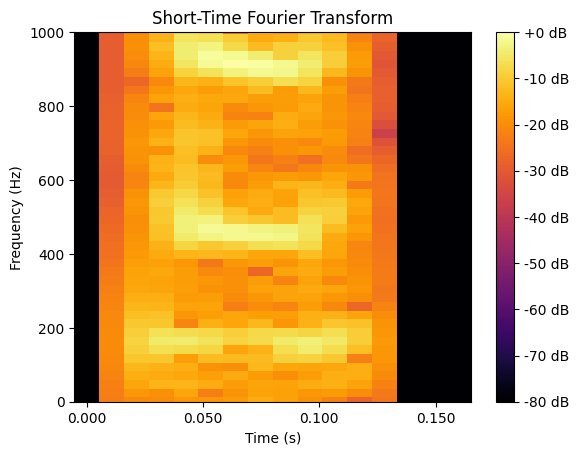 Short-Time Fourier Transform
1000
800
600
400
200
0
Frequency (Hz)
0.000
0.050
0.100
0.150
Time (s)
+0 dB
-10 dB
-20 dB
-30 dB
-40 dB
-50 dB
-60 dB
-70 dB
-80 dB